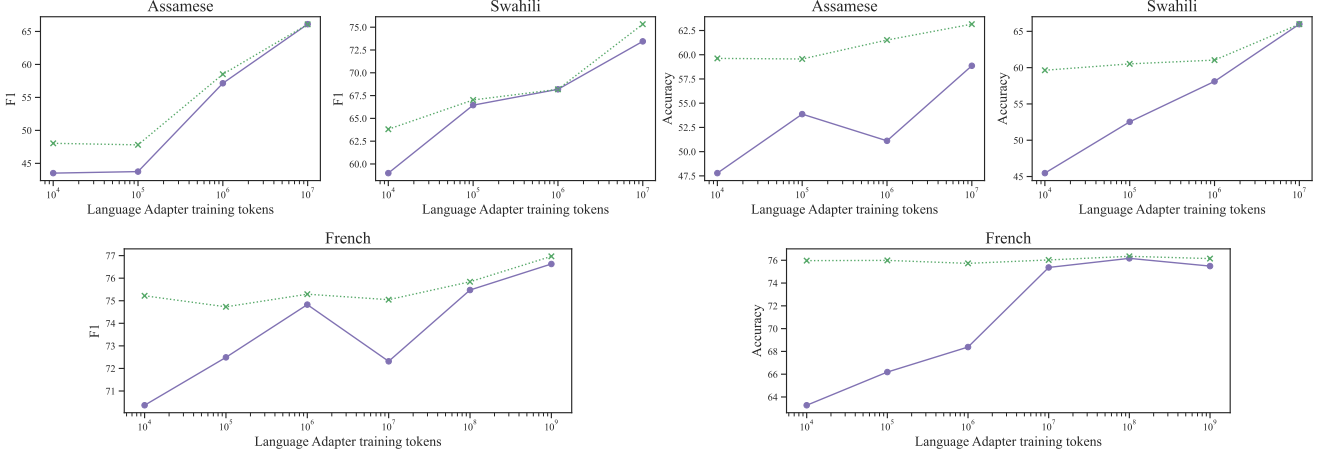 Assamese
F1
65
60
55
50
45
10^4 10^5 10^6 10^7
Language Adapter training tokens
Swahili
F1
75.0
72.5
70.0
67.5
65.0
62.5
60.0
10^4 10^5 10^6 10^7
Language Adapter training tokens
Assamese
Accuracy
62.5
60.0
57.5
55.0
52.5
50.0
47.5
10^4 10^5 10^6 10^7
Language Adapter training tokens
Swahili
Accuracy
65
60
55
50
45
10^4 10^5 10^6 10^7
Language Adapter training tokens
French
F1
77
76
75
74
73
72
71
10^4 10^5 10^6 10^7 10^8 10^9
Language Adapter training tokens
French
Accuracy
76
74
72
70
68
66
64
10^4 10^5 10^6 10^7 10^8 10^9
Language Adapter training tokens